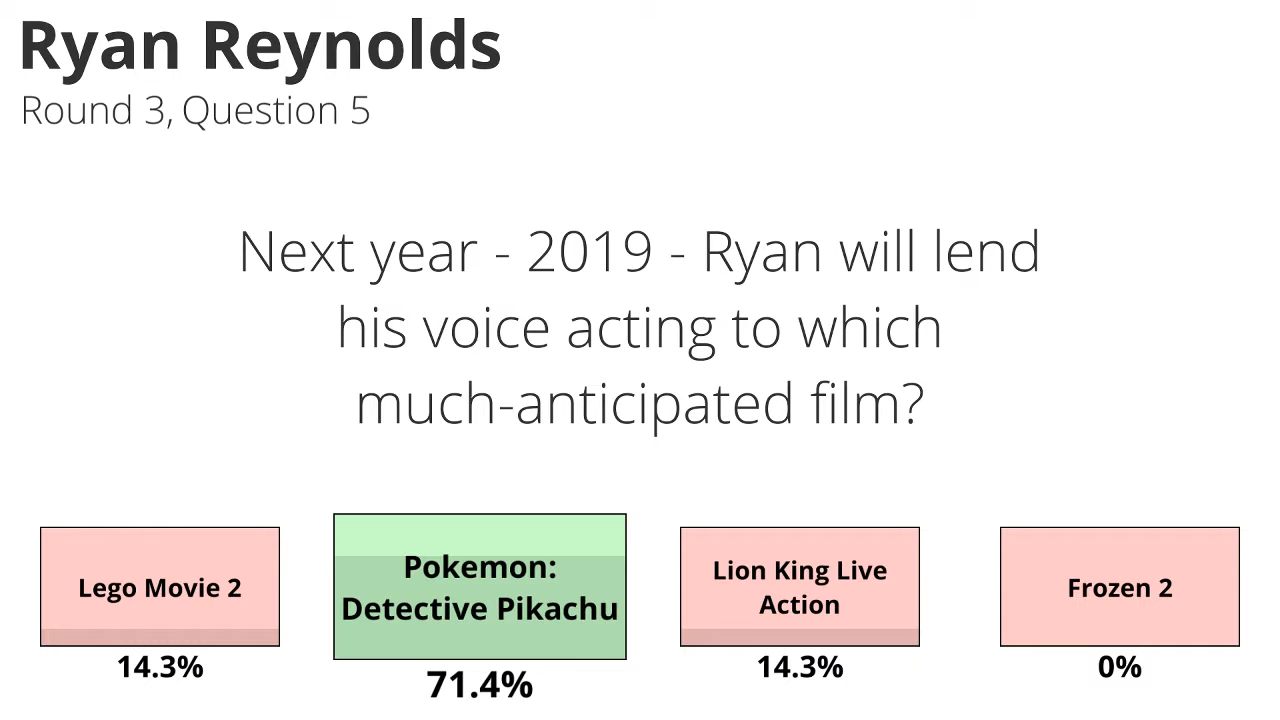 Ryan Reynolds
Round 3, Question 5
Next year - 2019 - Ryan will lend
his voice acting to which
much-anticipated film?
Lego Movie 2
14.3%
Pokemon:
Detective Pikachu
71.4%
Lion King Live
Action
14.3%
Frozen 2
0%